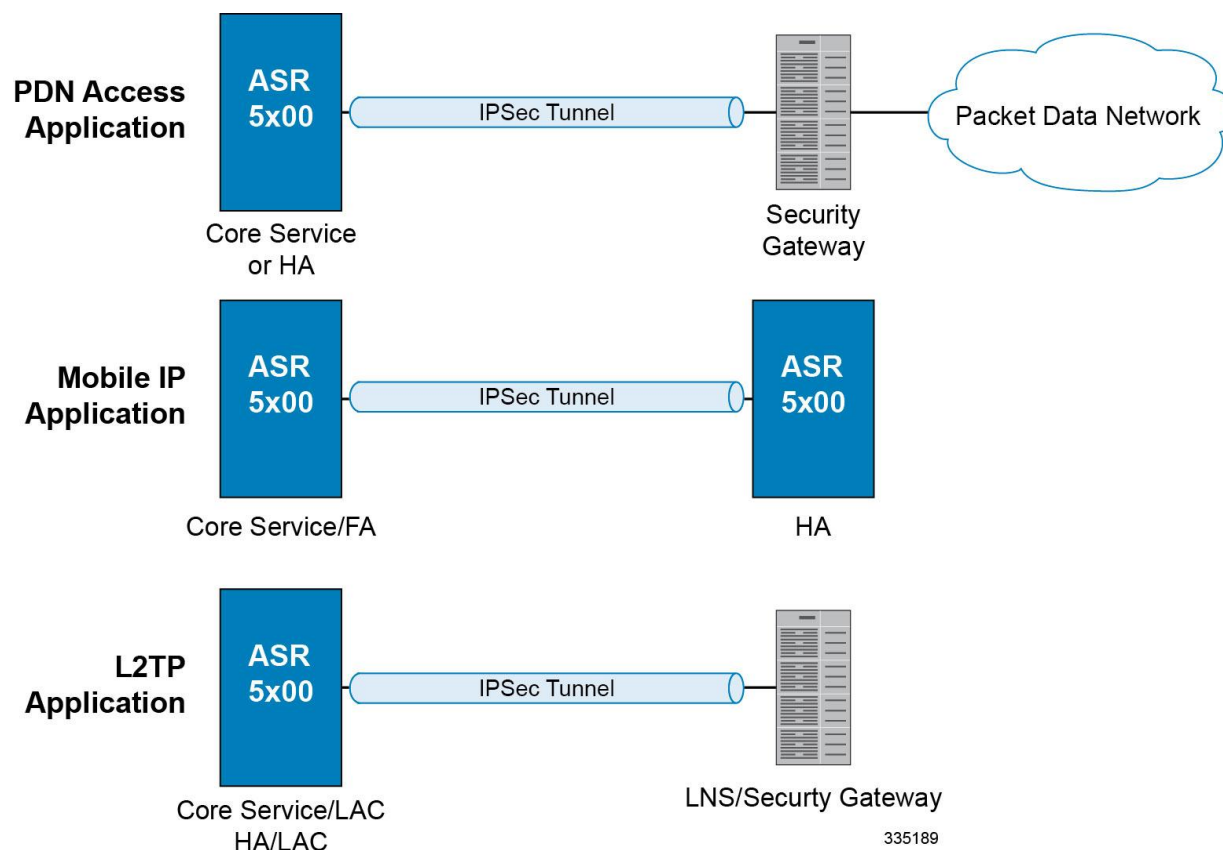 PDN Access
Application
ASR
5x00
IPSec Tunnel
Packet Data Network
Core Service
or HA
Security
Gateway
Mobile IP
Application
ASR
5x00
IPSec Tunnel
ASR
5x00
Core Service/FA
HA
L2TP
Application
ASR
5x00
IPSec Tunnel
Core Service/LAC
HA/LAC
LNS/Securty Gateway
335189